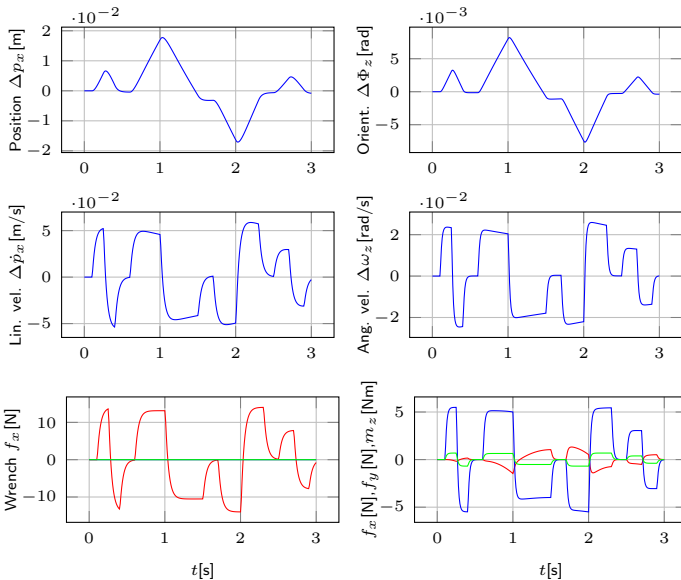 ·10⁻²
2
1
0
−1
−2
0 1 2 3
Position Δpₓ[m]
·10⁻³
5
0
−5
0 1 2 3
Orient. ΔΦ_z[rad]
·10⁻²
5
0
−5
0 1 2 3
Lin. vel. Δṗₓ[m/s]
·10⁻²
2
0
−2
0 1 2 3
Ang. vel. Δω_z[rad/s]
10
0
−10
0 1 2 3
Wrench fₓ[N]
t[s]
5
0
−5
0 1 2 3
fₓ[N],f_y[N],m_z[Nm]
t[s]